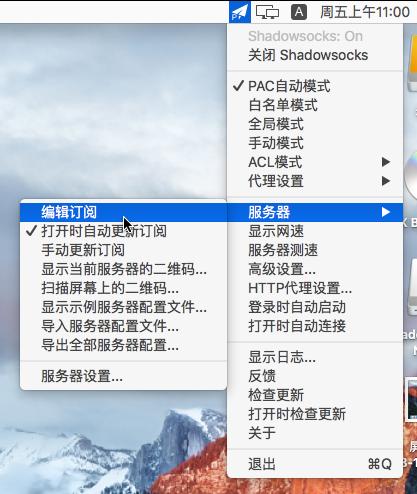 周五上午11:00
Shadowsocks: On
关闭 Shadowsocks
✓ PAC自动模式
白名单模式
全局模式
手动模式
ACL模式
代理设置
服务器
显示网速
服务器测速
高级设置...
HTTP代理设置...
登录时自动启动
打开时自动连接
显示日志...
反馈
检查更新
打开时检查更新
关于
退出 ⌘Q
编辑订阅
✓ 打开时自动更新订阅
手动更新订阅
显示当前服务器的二维码...
扫描屏幕上的二维码...
显示示例服务器配置文件...
导入服务器配置文件...
导出全部服务器配置...
服务器设置...